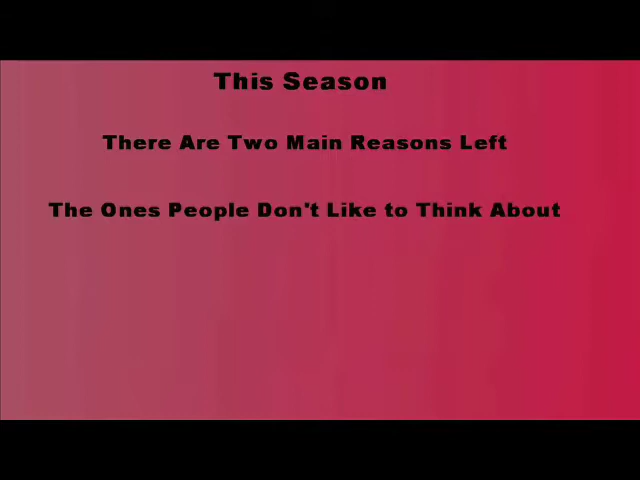 This Season
There Are Two Main Reasons Left
The Ones People Don't Like to Think About